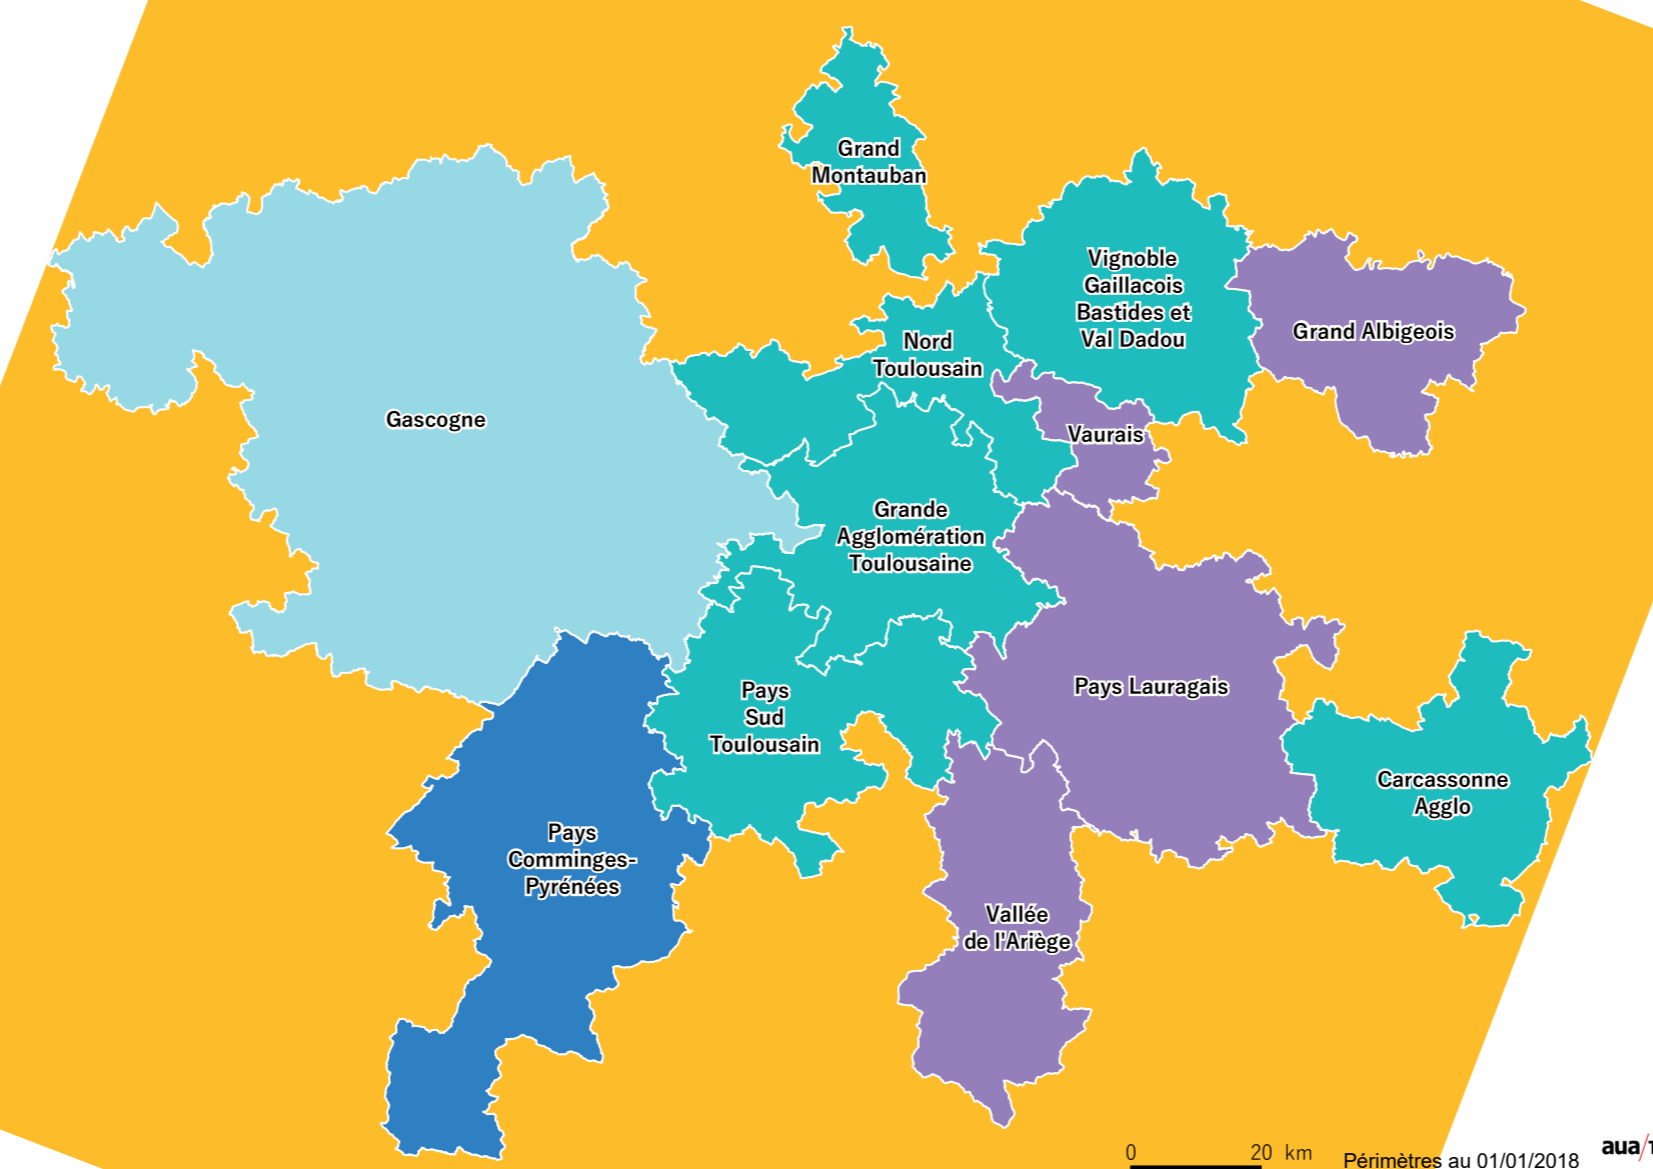 Grand
Montauban
Vignoble
Gaillacois
Bastides et
Val Dadou
Grand Albigeois
Nord
Toulousain
Gascogne
Vaurais
Grande
Agglomération
Toulousaine
Pays Lauragais
Pays
Sud
Toulousain
Carcassonne
Agglo
Pays
Comminges-
Pyrénées
Vallée
de l'Ariège
0 20 km
Périmètres au 01/01/2018
aua/